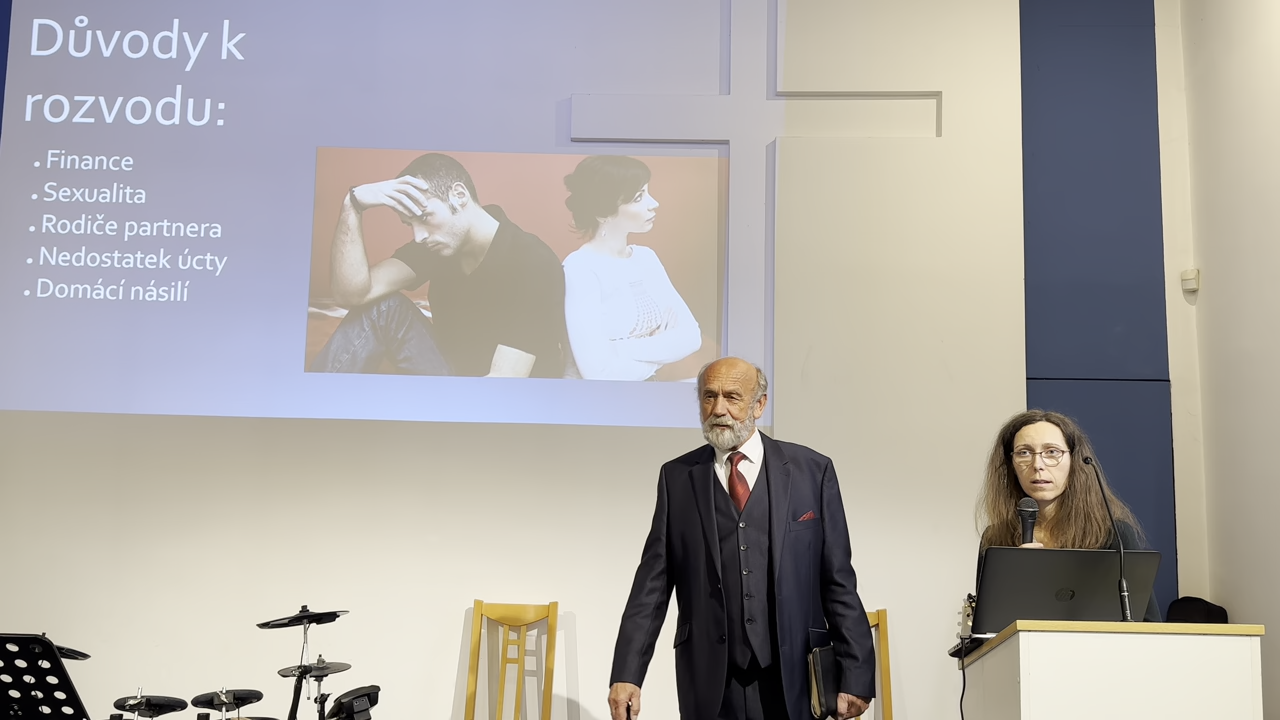 Důvody k
rozvodu:
• Finance
• Sexualita
• Rodiče partnera
• Nedostatek úcty
• Domácí násilí